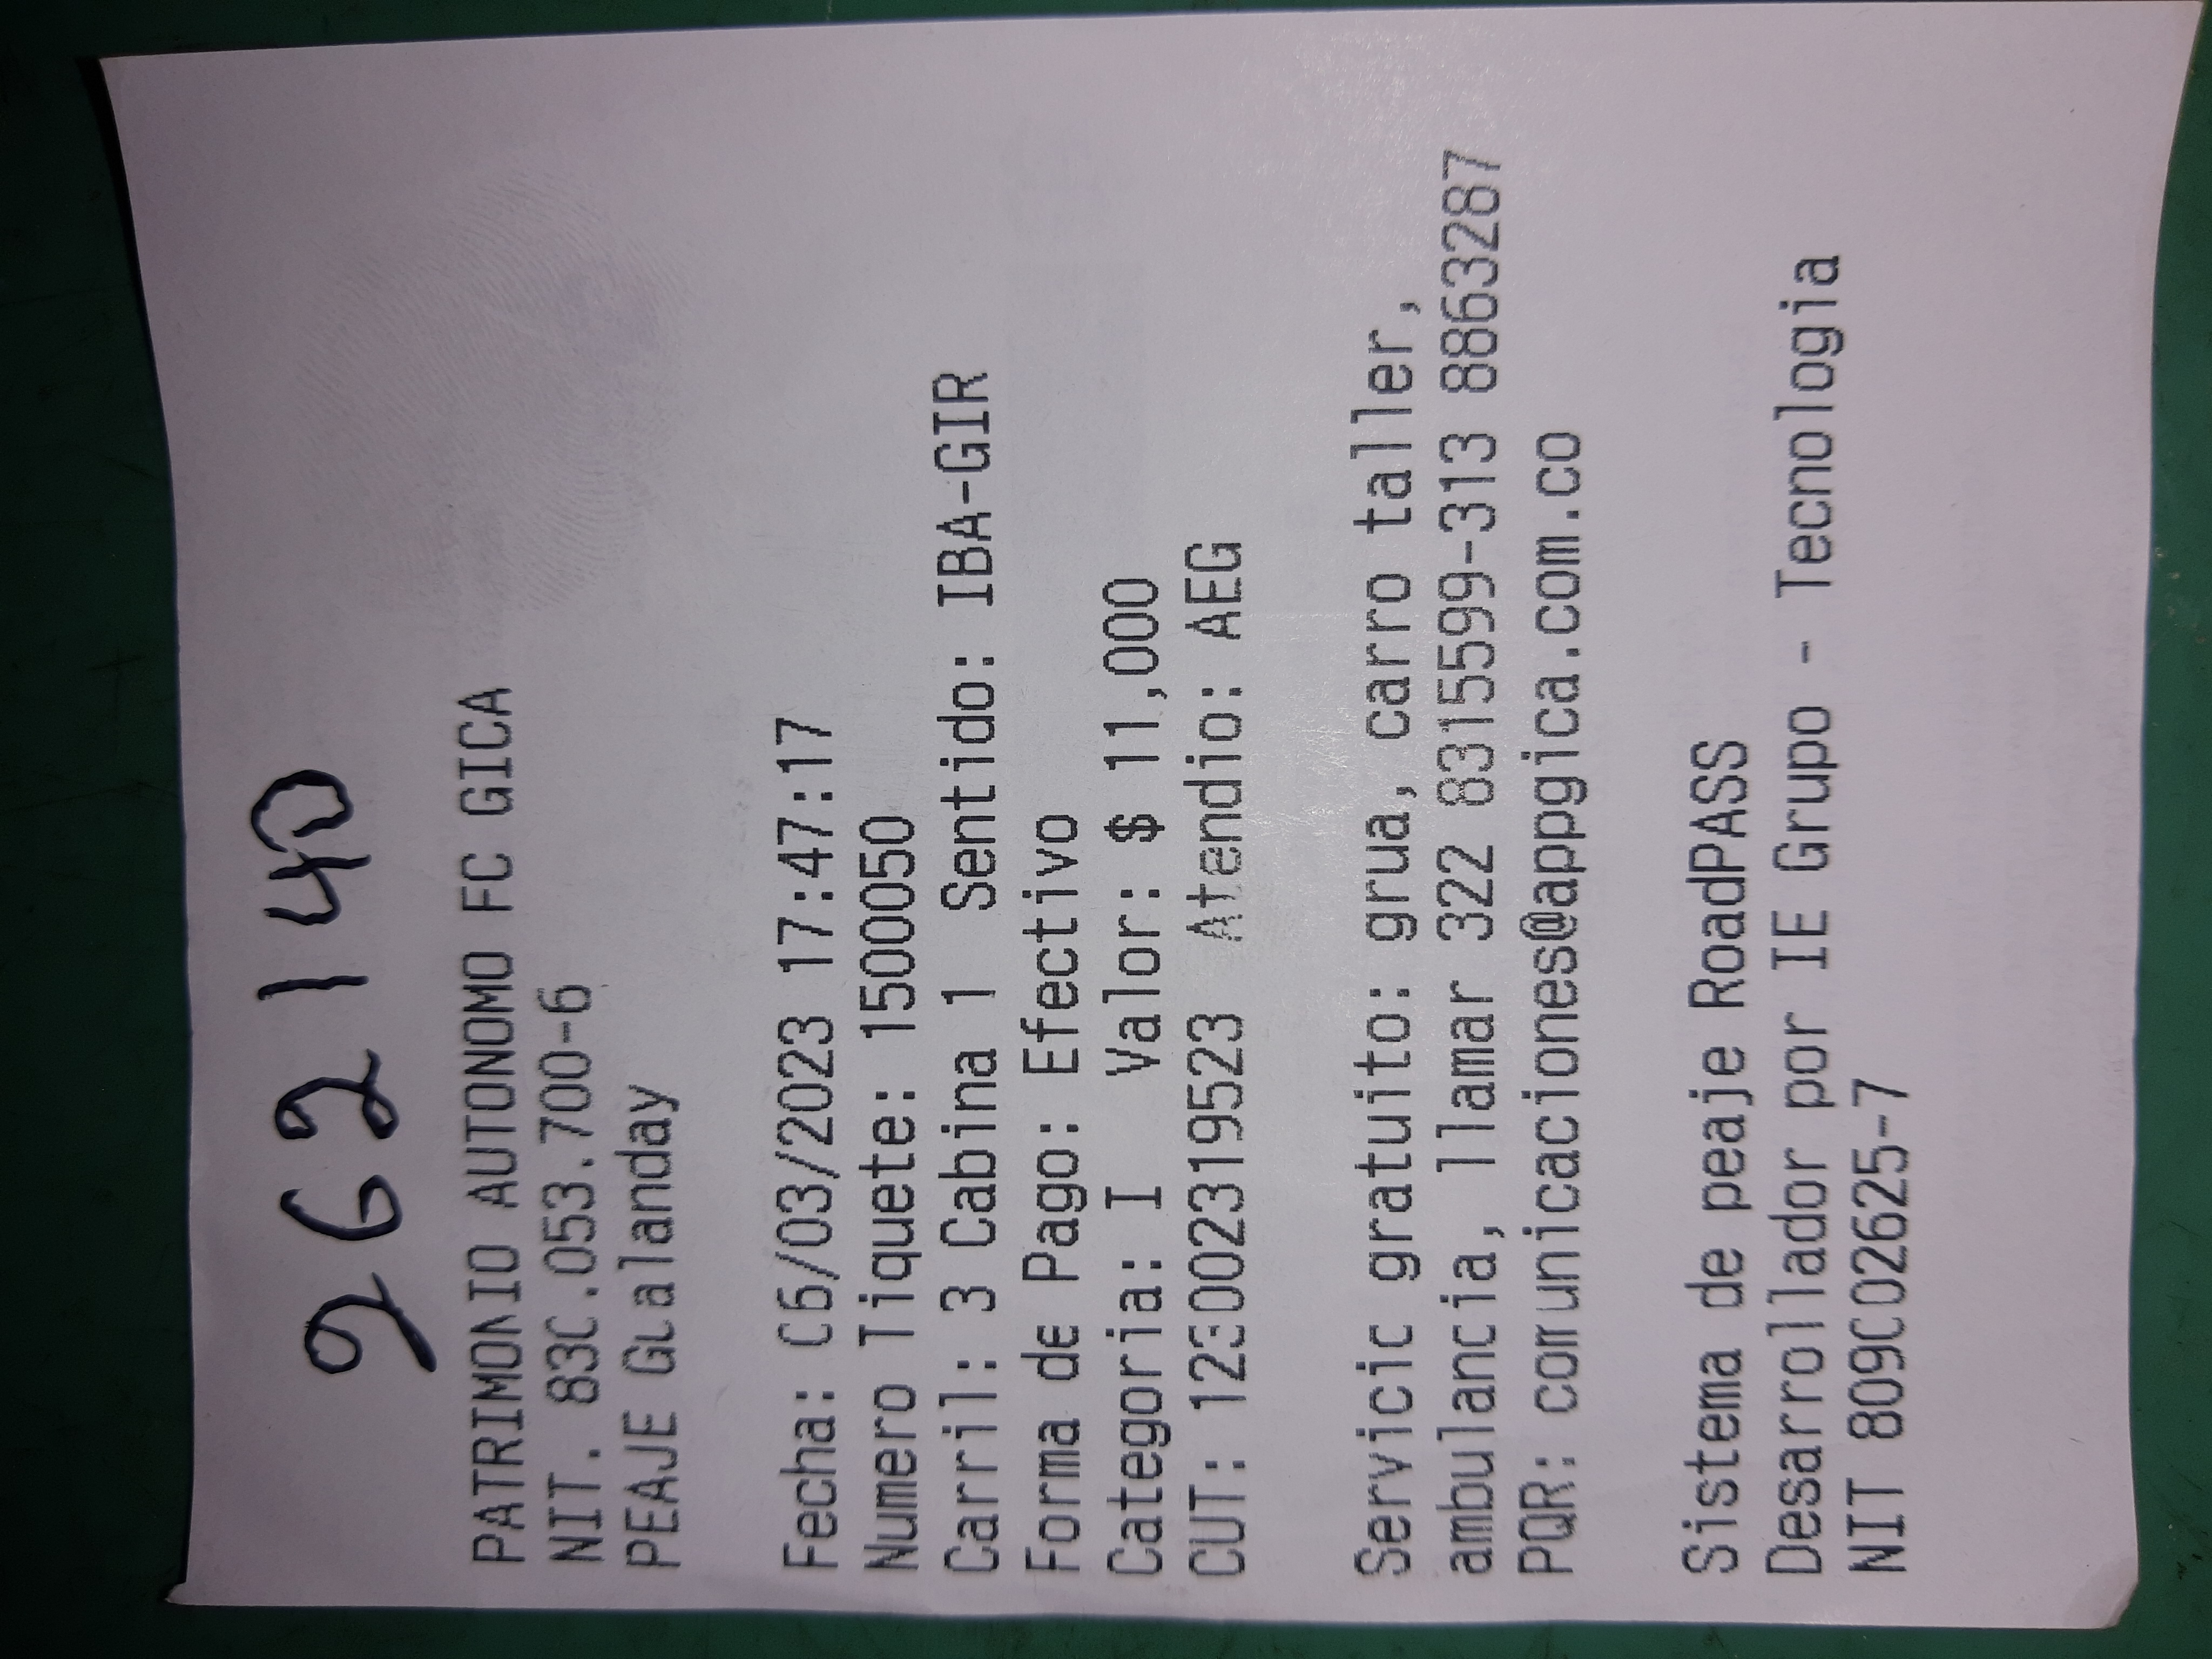 262140
PATRIMONIO AUTONOMO FC GICA
NIT. 830.053.700-6
PEAJE Gualanday
Fecha: 06/03/2023 17:47:17
Numero Tiquete: 1500050
Carril: 3 Cabina 1 Sentido: IBA-GIR
Forma de Pago: Efectivo
Categoria: I Valor: $ 11,000
CUT: 1230002319523 Atendio: AEG
Servicio gratuito: grua, carro taller,
ambulancia, llamar 322 8315599-313 8863287
PQR: comunicaciones@appgica.com.co
Sistema de peaje RoadPASS
Desarrollador por IE Grupo - Tecnologia
NIT 809002625-7